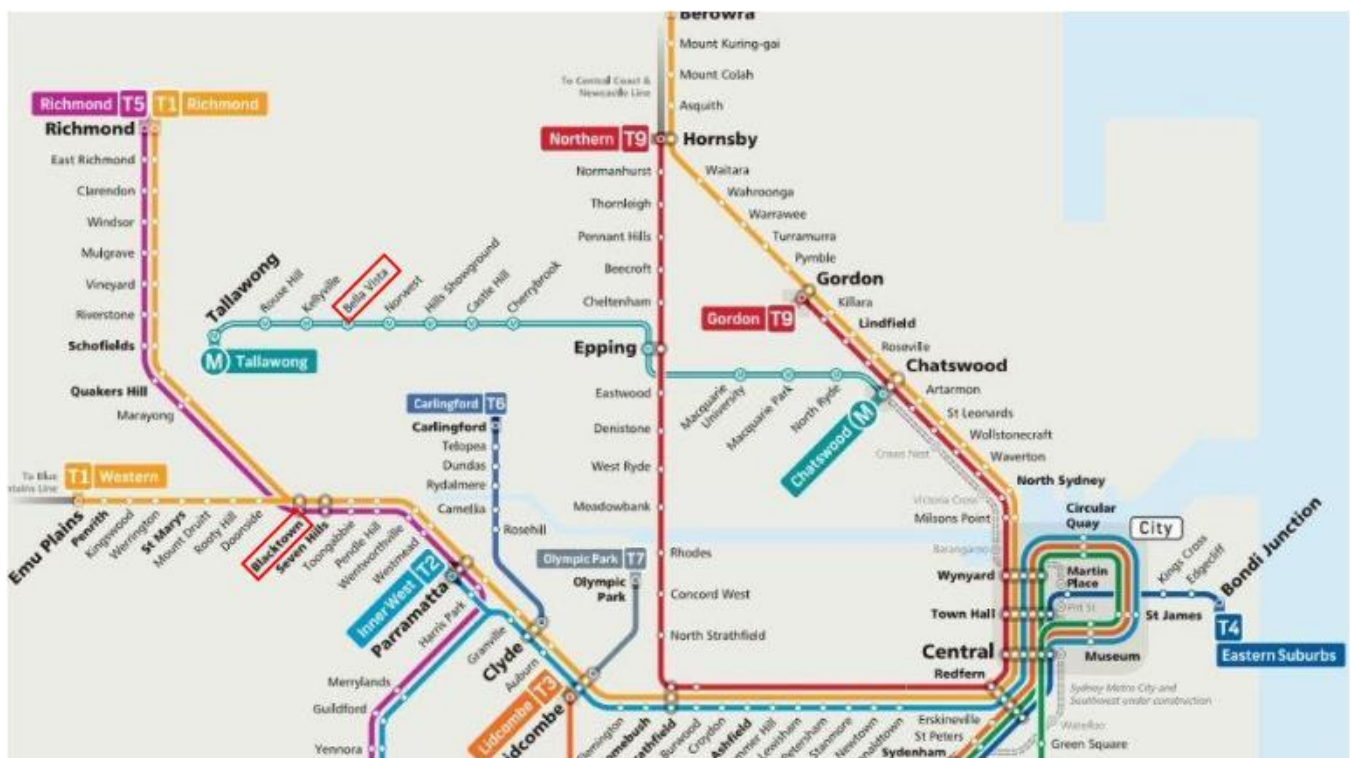 Berowra
Mount Kuring-gai
Mount Colah
Asquith
To Central Coast &
Newcastle Line
Northern T9
Hornsby
Richmond T5
T1 Richmond
Richmond
East Richmond
Clarendon
Windsor
Mulgrave
Vineyard
Riverstone
Schofields
Quakers Hill
Marayong
Normanhurst
Thornleigh
Pennant Hills
Beecroft
Cheltenham
Epping
Waitara
Wahroonga
Warrawee
Turramurra
Pymble
Gordon
Gordon T9
Killara
Lindfield
Roseville
Chatswood
Artarmon
St Leonards
Wollstonecraft
Waverton
North Sydney
Tallawong
Rouse Hill
Kellyville
Bella Vista
Norwest
Hills Showground
Castle Hill
Cherrybrook
M Tallawong
Macquarie
University
Macquarie Park
North Ryde
Chatswood M
Crows Nest
Victoria Cross
Milsons Point
Barangaroo
Eastwood
Denistone
West Ryde
Meadowbank
Rhodes
Concord West
North Strathfield
Carlingford T6
Carlingford
Telopea
Dundas
Rydalmere
Camellia
Rosehill
Olympic Park T7
Olympic
Park
To Blue
T1 Western
Emu Plains
Penrith
Kingswood
Werrington
St Marys
Mount Druitt
Rooty Hill
Doonside
Blacktown
Seven Hills
Toongabbie
Pendle Hill
Wentworthville
Westmead
Inner West T2
Parramatta
Harris Park
Granville
Clyde
Auburn
Lidcombe T3
Merrylands
Guildford
Yennora
Circular
Quay
City
Wynyard
Martin
Place
Town Hall
Pitt St
St James
Central
Museum
Redfern
Kings Cross
Edgecliff
Bondi Junction
T4
Eastern Suburbs
Sydney Metro City and
Southwest under construction
Waterloo
Green Square
Erskineville
St Peters
Sydenham
Burwood
Croydon
Ashfield
Lewisham
Stanmore
Newtown